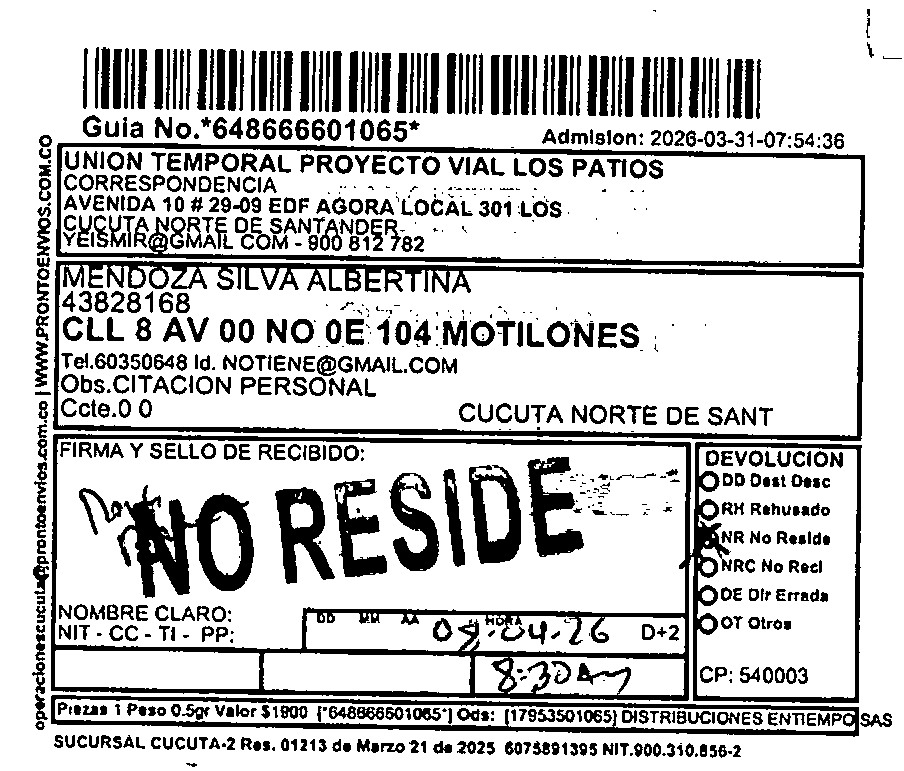 Guia No.*648666601065*
Admision: 2026-03-31-07:54:36
operacionescucuta@prontoenvios.com.co | WWW.PRONTOENVIOS.COM.CO
UNION TEMPORAL PROYECTO VIAL LOS PATIOS
CORRESPONDENCIA
AVENIDA 10 # 29-09 EDF AGORA LOCAL 301 LOS
CUCUTA NORTE DE SANTANDER
YEISMIR@GMAIL COM - 900 812 782
MENDOZA SILVA ALBERTINA
43828168
CLL 8 AV 00 NO 0E 104 MOTILONES
Tel.60350648 Id. NOTIENE@GMAIL.COM
Obs.CITACION PERSONAL
Ccte.0 0
CUCUTA NORTE DE SANT
FIRMA Y SELLO DE RECIBIDO:
NO RESIDE
NOMBRE CLARO:
NIT - CC - TI - PP:
DD MM AA HORA
08-04-26 D+2
8:30AM
DEVOLUCION
DD Dest Desc
RH Rehusado
NR No Reside
NRC No Recl
DE Dir Errada
OT Otros
CP: 540003
Piezas 1 Peso 0.5gr Valor $1900 [*648666601065*] Ods: [17953501065] DISTRIBUCIONES ENTIEMPO SAS
SUCURSAL CUCUTA-2 Res. 01213 de Marzo 21 de 2025 6075891395 NIT.900.310.856-2